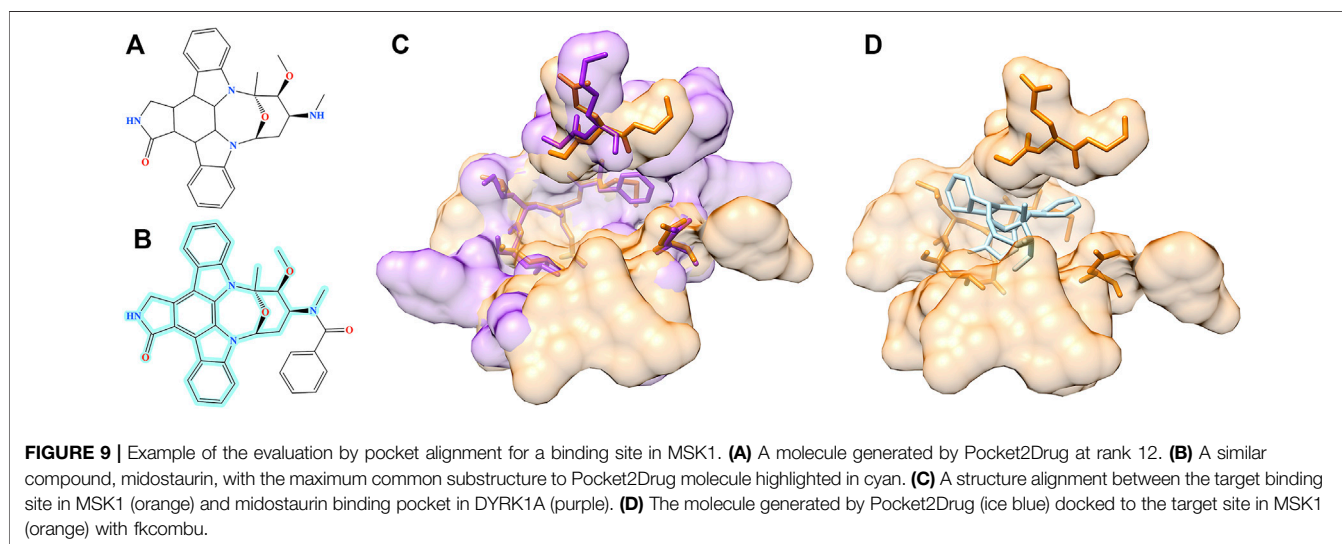 A
C
D
O
N
HN
O
N
NH
O
B
O
N
HN
O
N
N
O
O
FIGURE 9 | Example of the evaluation by pocket alignment for a binding site in MSK1. (A) A molecule generated by Pocket2Drug at rank 12. (B) A similar
compound, midostaurin, with the maximum common substructure to Pocket2Drug molecule highlighted in cyan. (C) A structure alignment between the target binding
site in MSK1 (orange) and midostaurin binding pocket in DYRK1A (purple). (D) The molecule generated by Pocket2Drug (ice blue) docked to the target site in MSK1
(orange) with fkcombu.